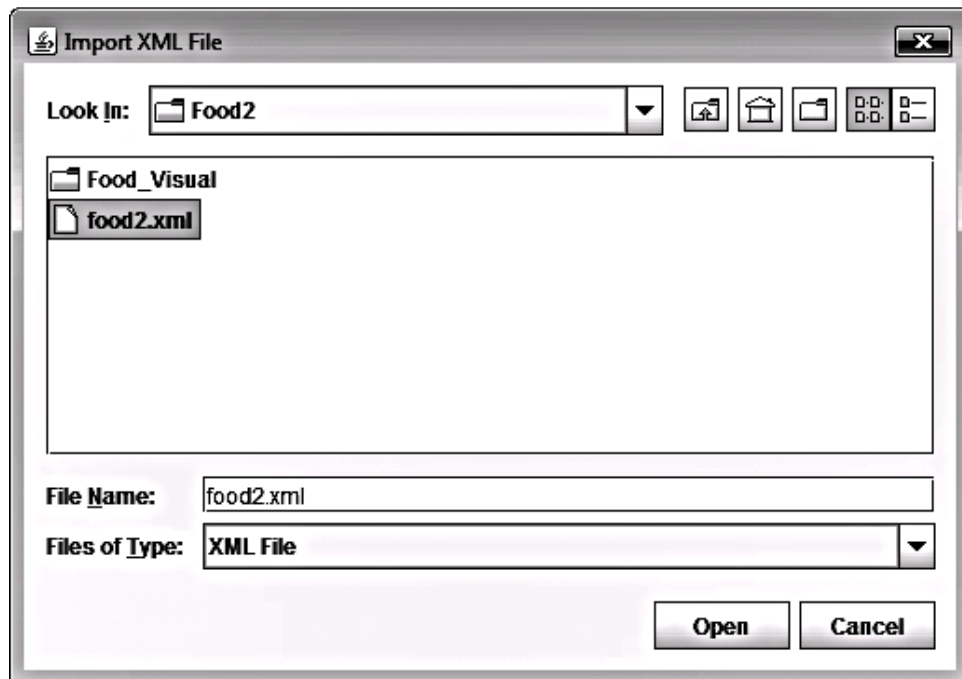 Import XML File
Look In: Food2
Food_Visual
food2.xml
File Name: food2.xml
Files of Type: XML File
Open Cancel